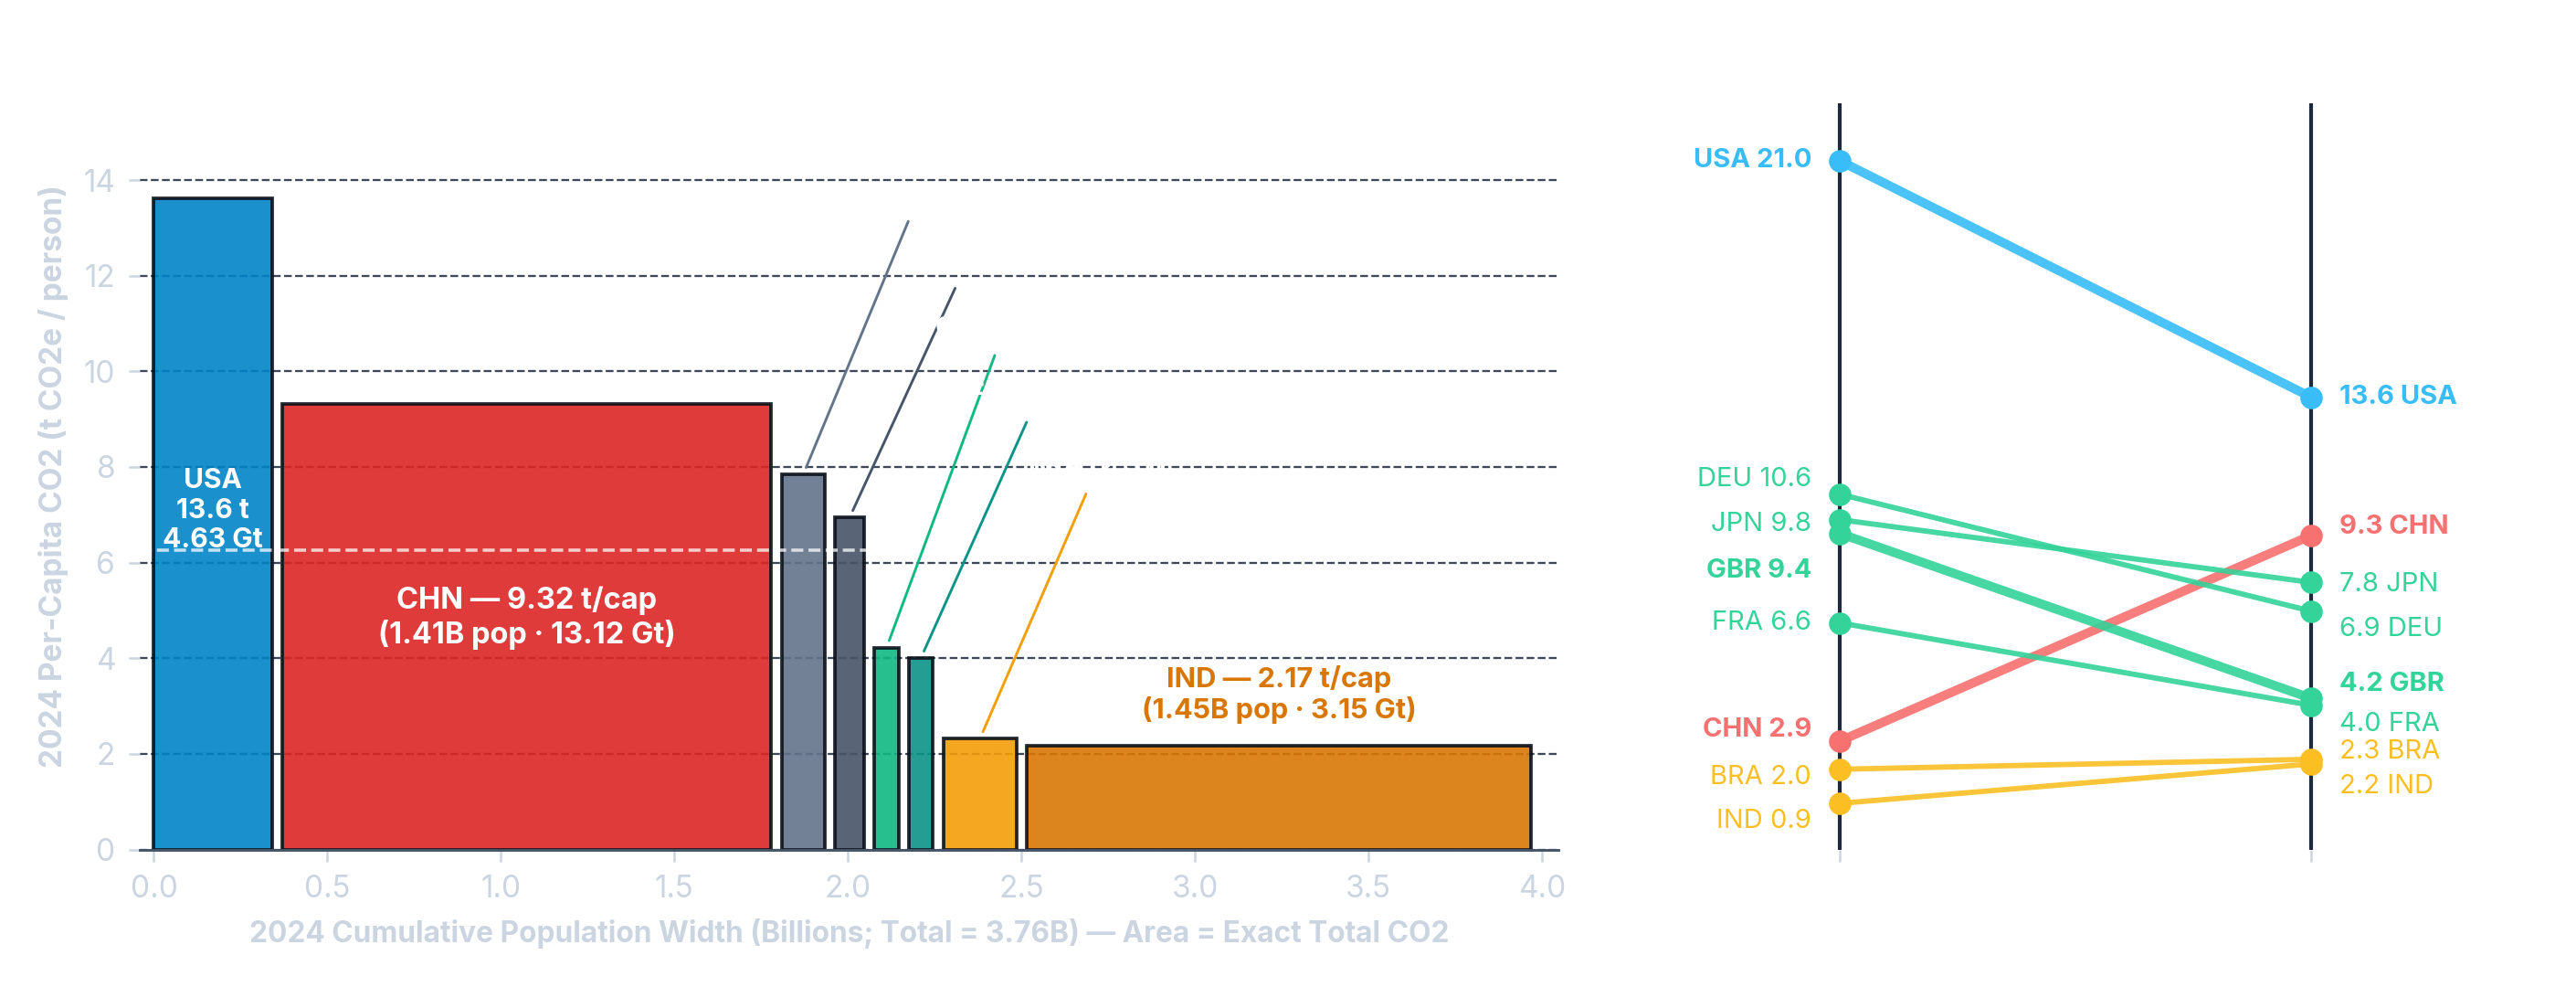 2024 Per-Capita CO2 (t CO2e / person)
14
12
10
8
6
4
2
0
USA
13.6 t
4.63 Gt
CHN — 9.32 t/cap
(1.41B pop · 13.12 Gt)
IND — 2.17 t/cap
(1.45B pop · 3.15 Gt)
0.0 0.5 1.0 1.5 2.0 2.5 3.0 3.5 4.0
2024 Cumulative Population Width (Billions; Total = 3.76B) — Area = Exact Total CO2
USA 21.0
DEU 10.6
JPN 9.8
GBR 9.4
FRA 6.6
CHN 2.9
BRA 2.0
IND 0.9
13.6 USA
9.3 CHN
7.8 JPN
6.9 DEU
4.2 GBR
4.0 FRA
2.3 BRA
2.2 IND